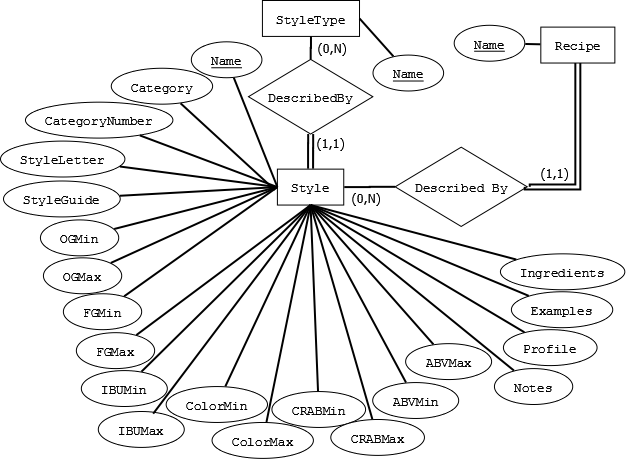 StyleType
(0,N)
Name
Name
Recipe
Name
Category
DescribedBy
CategoryNumber
(1,1)
StyleLetter
Style
(0,N)
Described By
(1,1)
StyleGuide
OGMin
OGMax
FGMin
FGMax
IBUMin
IBUMax
ColorMin
ColorMax
CRABMin
CRABMax
ABVMin
ABVMax
Notes
Profile
Examples
Ingredients